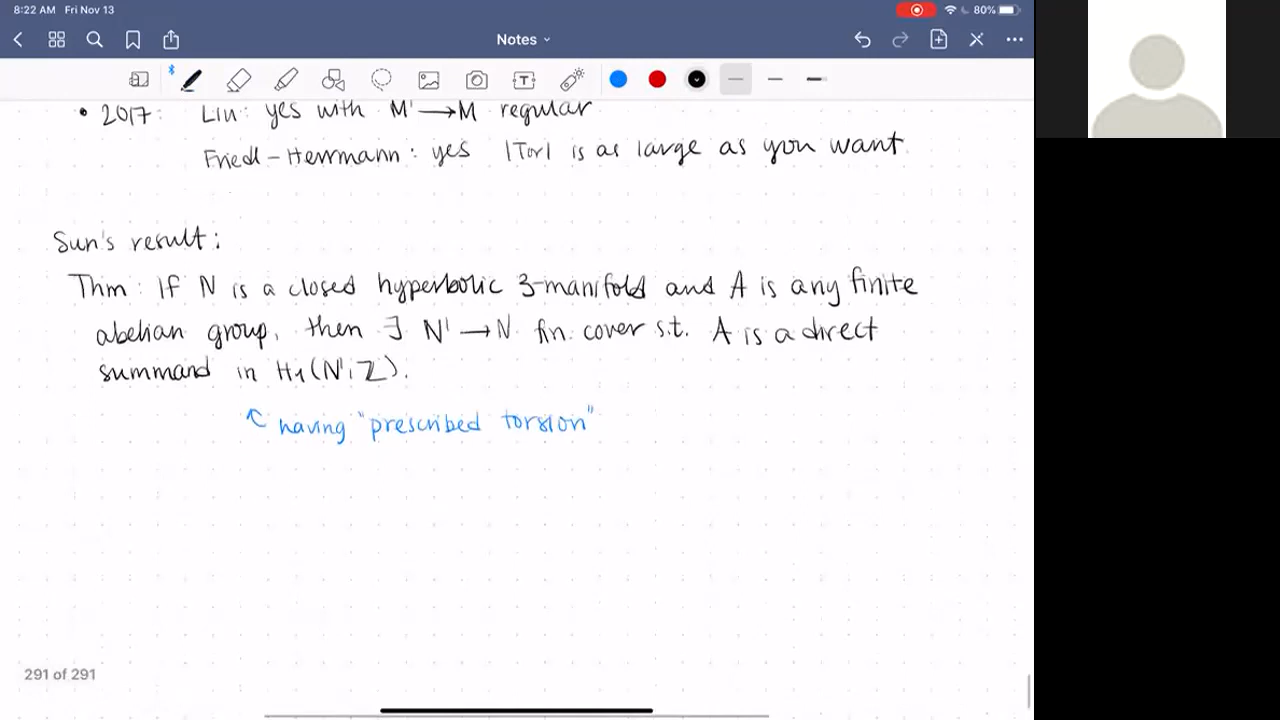 8:22 AM Fri Nov 13
80%
Notes
• 2017: Liu: yes with M' → M regular
Friedl - Herrmann: yes |Tor| is as large as you want
Sun's result:
Thm: If N is a closed hyperbolic 3-manifold and A is any finite
abelian group, then ∃ N' → N fin. cover s.t. A is a direct
summand in H1(N'; Z).
↖ having "prescribed torsion"
291 of 291